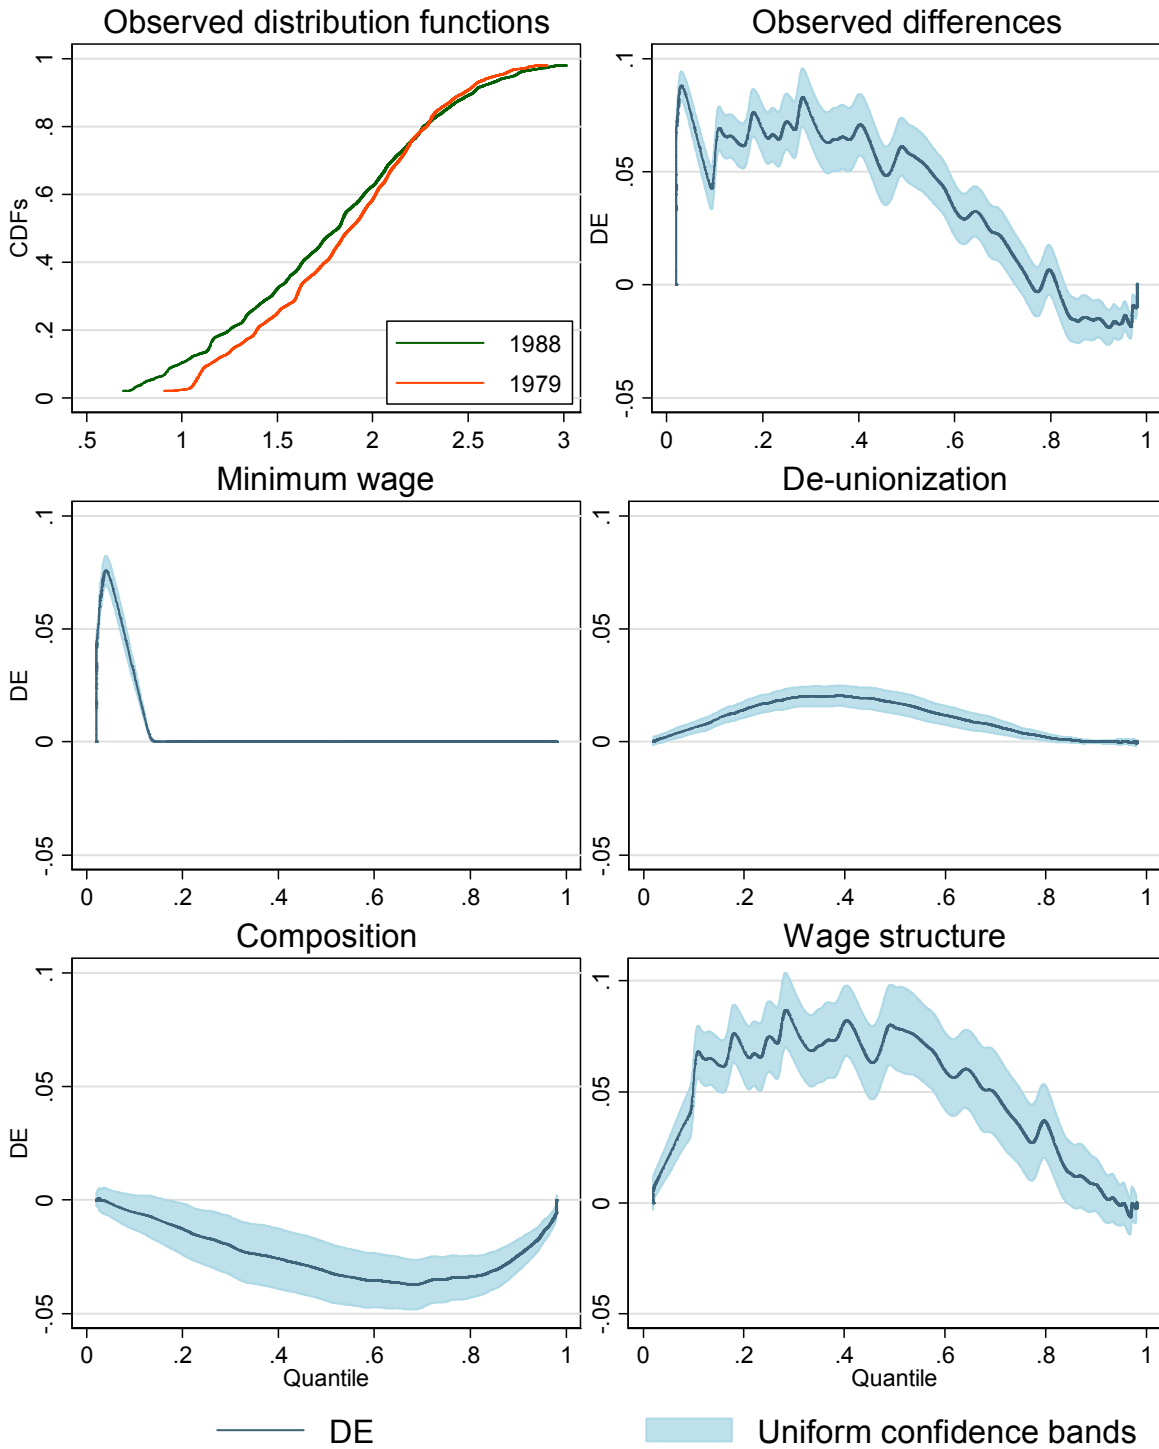 Observed distribution functions
CDFs
0 .2 .4 .6 .8 1
1988
1979
.5 1 1.5 2 2.5 3
Observed differences
DE
-.05 0 .05 .1
0 .2 .4 .6 .8 1
Minimum wage
DE
-.05 0 .05 .1
0 .2 .4 .6 .8 1
De-unionization
-.05 0 .05 .1
0 .2 .4 .6 .8 1
Composition
DE
-.05 0 .05 .1
0 .2 .4 .6 .8 1
Quantile
Wage structure
-.05 0 .05 .1
0 .2 .4 .6 .8 1
Quantile
DE
Uniform confidence bands